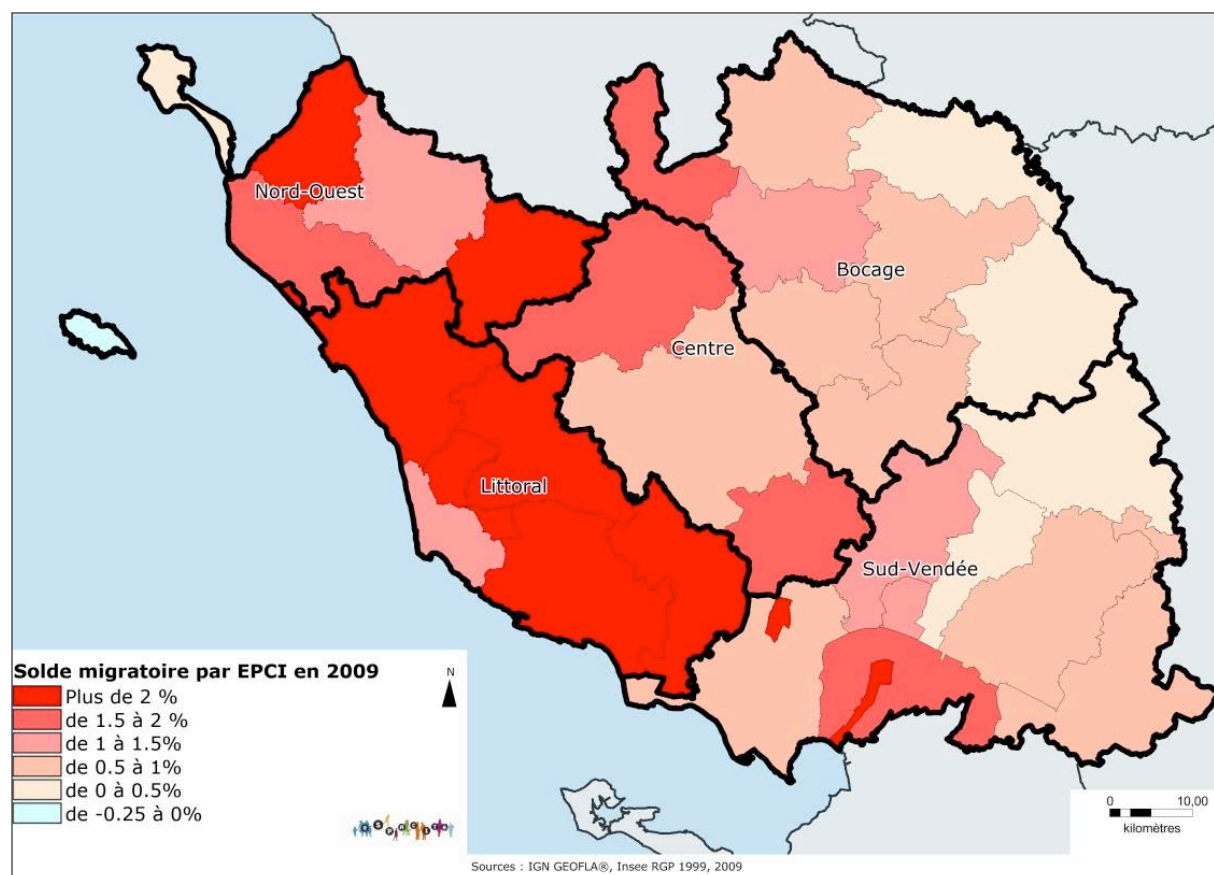 Nord-Ouest
Bocage
Centre
Littoral
Sud-Vendée
Solde migratoire par EPCI en 2009
Plus de 2 %
de 1.5 à 2 %
de 1 à 1.5%
de 0.5 à 1%
de 0 à 0.5%
de -0.25 à 0%
N
0 10,00
kilomètres
Sources : IGN GEOFLA®, Insee RGP 1999, 2009